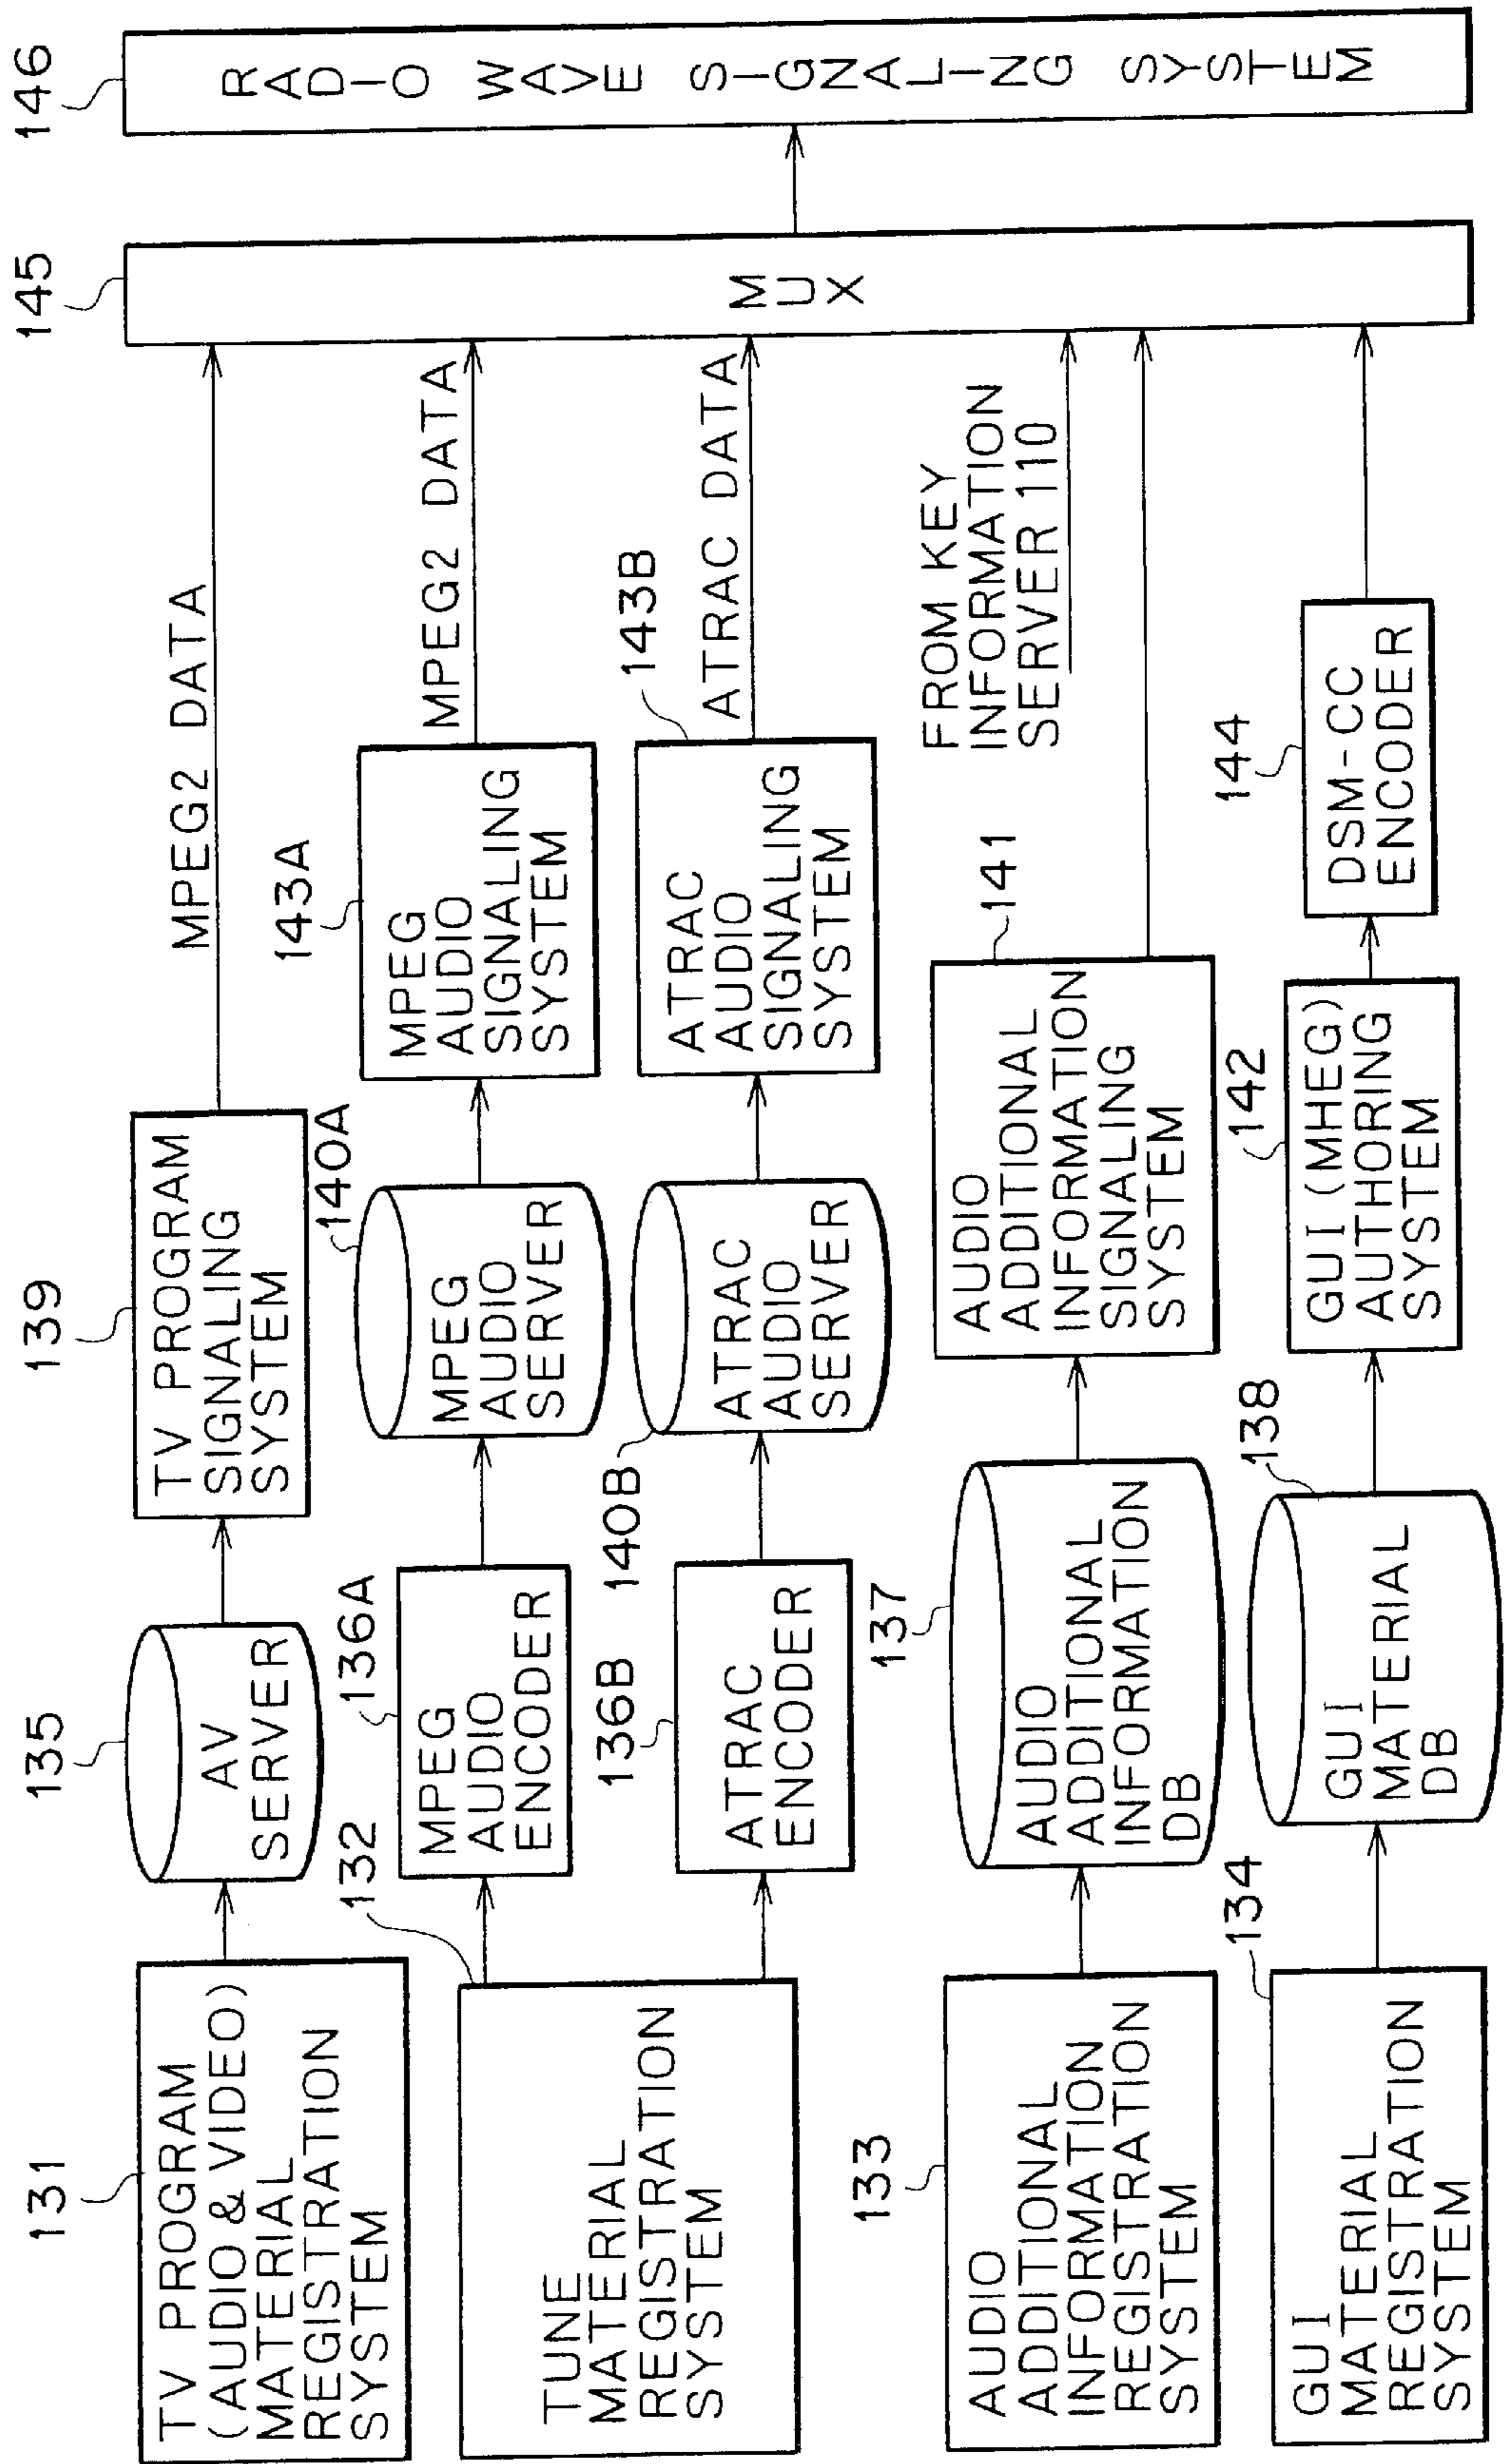 131
TV PROGRAM
(AUDIO & VIDEO)
MATERIAL
REGISTRATION
SYSTEM
135
AV
SERVER
139
TV PROGRAM
SIGNALING
SYSTEM
MPEG2 DATA
132
TUNE
MATERIAL
REGISTRATION
SYSTEM
136A
MPEG
AUDIO
ENCODER
140A
MPEG
AUDIO
SERVER
143A
MPEG
AUDIO
SIGNALING
SYSTEM
MPEG2 DATA
136B
ATRAC
ENCODER
140B
ATRAC
AUDIO
SERVER
143B
ATRAC
AUDIO
SIGNALING
SYSTEM
ATRAC DATA
133
AUDIO
ADDITIONAL
INFORMATION
REGISTRATION
SYSTEM
137
AUDIO
ADDITIONAL
INFORMATION
DB
141
AUDIO
ADDITIONAL
INFORMATION
SIGNALING
SYSTEM
FROM KEY
INFORMATION
SERVER 110
134
GUI
MATERIAL
REGISTRATION
SYSTEM
138
GUI
MATERIAL
DB
142
GUI (MHEG)
AUTHORING
SYSTEM
144
DSM-CC
ENCODER
145
MUX
146
RADIO WAVE SIGNALING SYSTEM